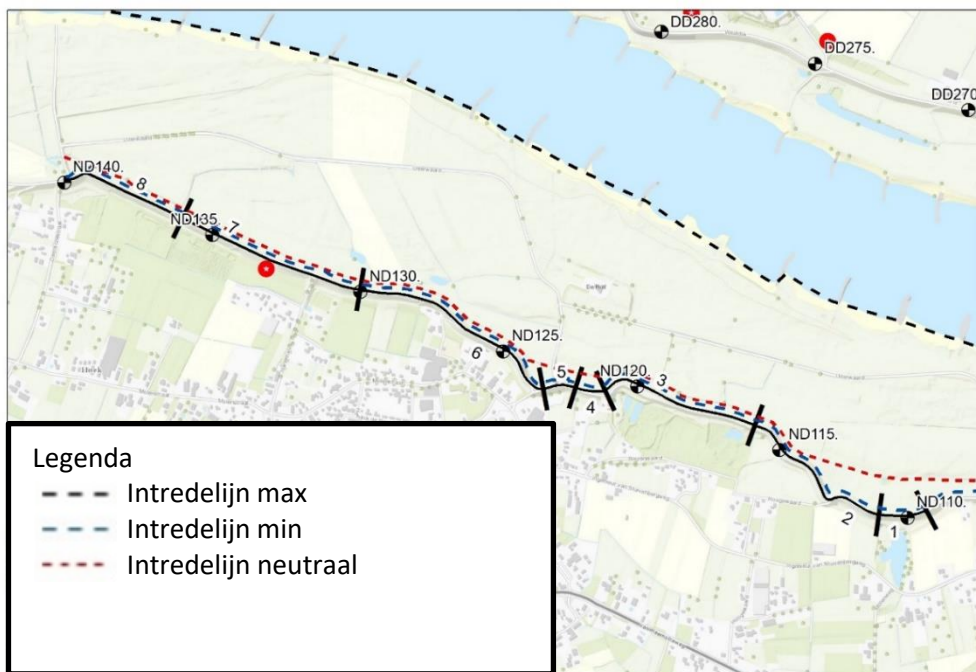 DD280.
DD275.
DD270
ND140.
8
ND135.
7
ND130.
ND125.
6
5
ND120.
3
4
ND115.
ND110.
2
1
Legenda
Intredelijn max
Intredelijn min
Intredelijn neutraal